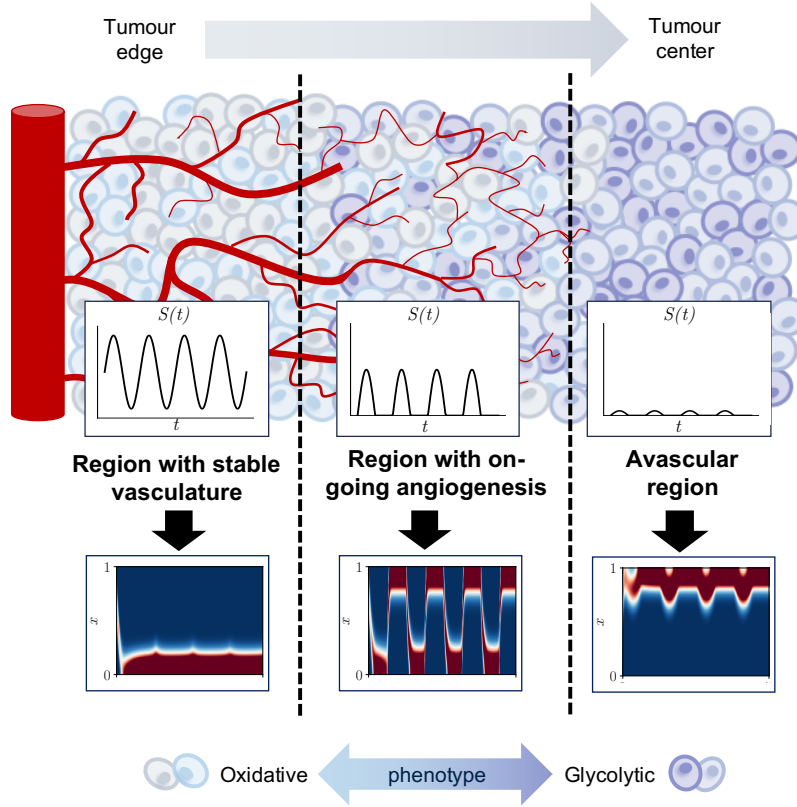 Tumour
edge
Tumour
center
S(t)
t
S(t)
t
S(t)
t
Region with stable
vasculature
Region with on-
going angiogenesis
Avascular
region
1
x
0
1
x
0
1
x
0
Oxidative
phenotype
Glycolytic